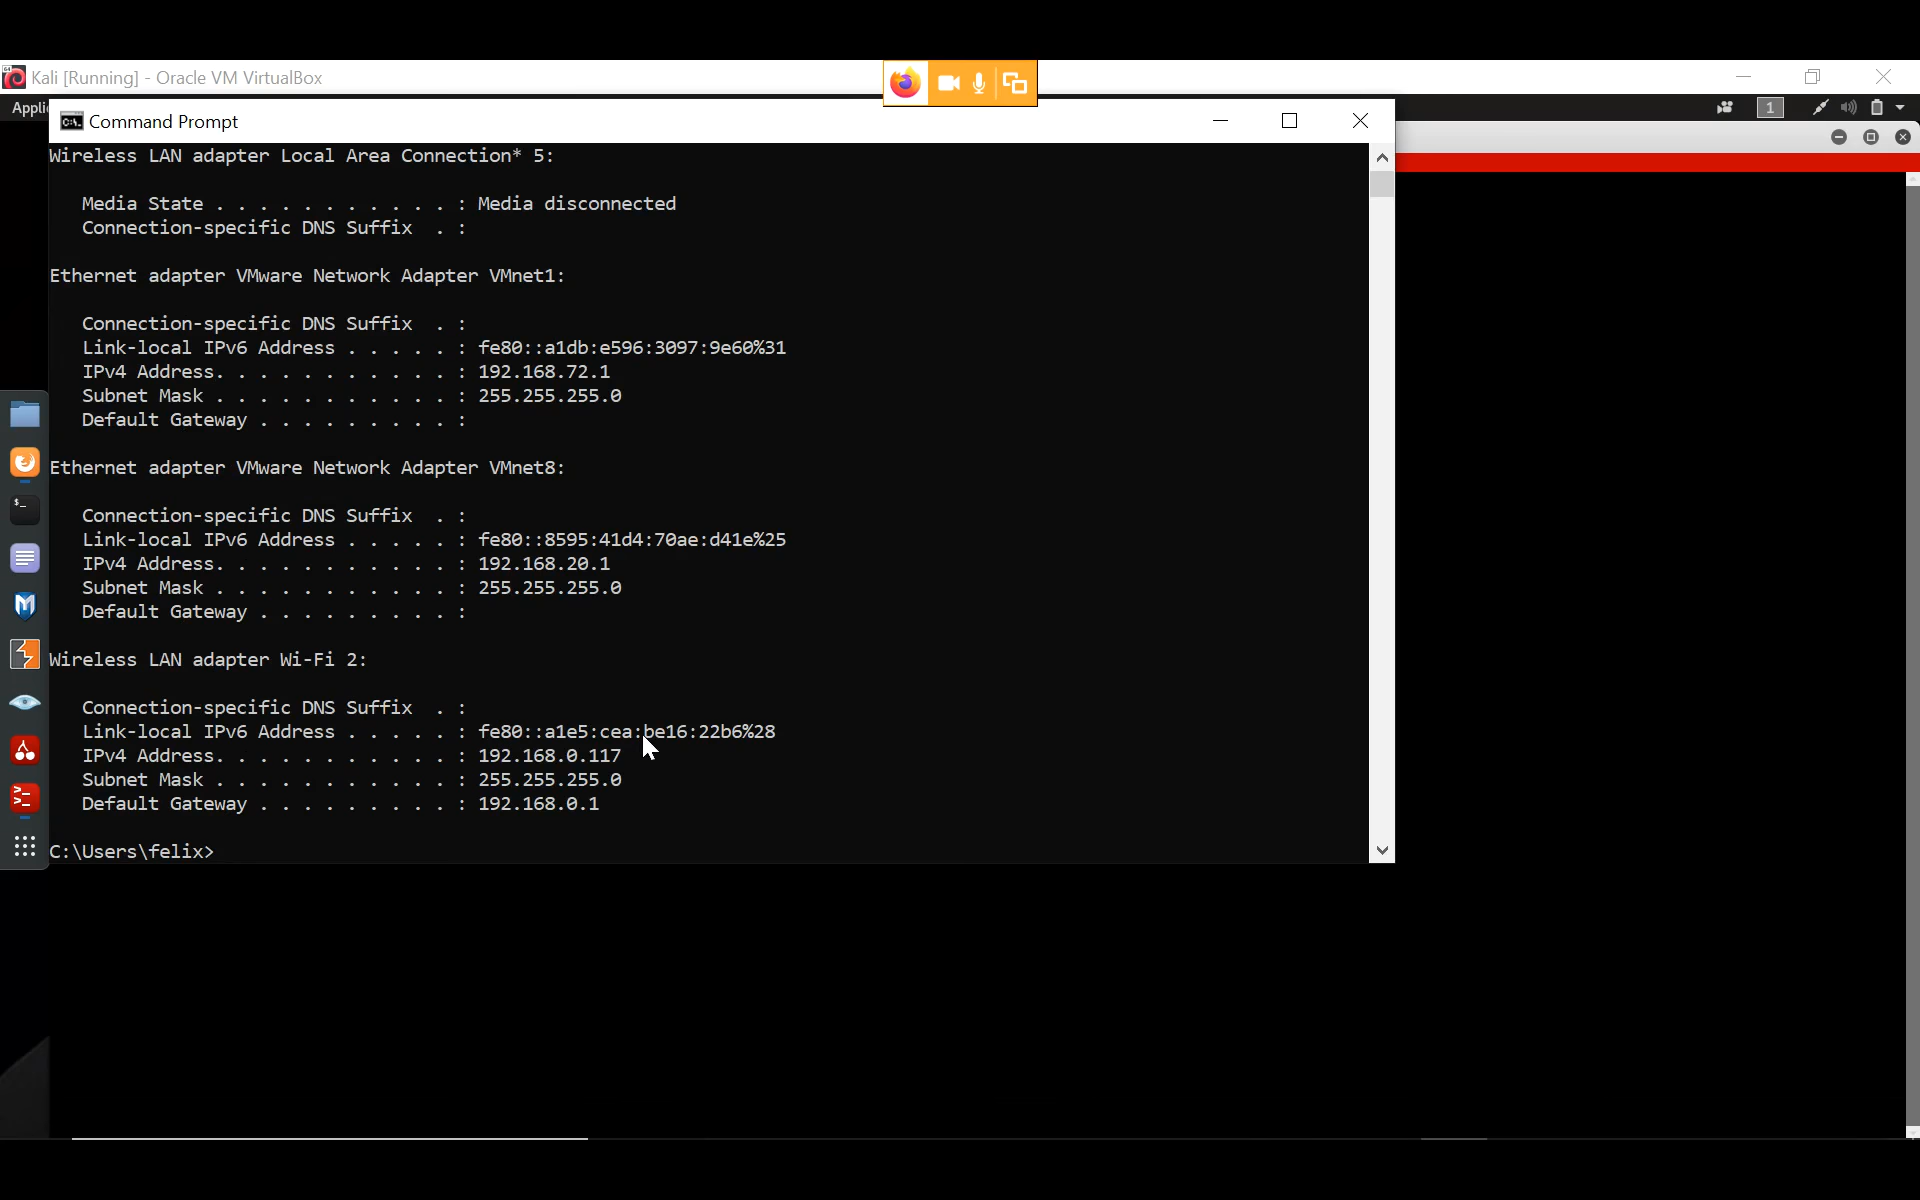 Kali [Running] - Oracle VM VirtualBox
Appli
1
Command Prompt
Wireless LAN adapter Local Area Connection* 5:
Media State . . . . . . . . . . . : Media disconnected
Connection-specific DNS Suffix  . :
Ethernet adapter VMware Network Adapter VMnet1:
Connection-specific DNS Suffix  . :
Link-local IPv6 Address . . . . . : fe80::a1db:e596:3097:9e60%31
IPv4 Address. . . . . . . . . . . : 192.168.72.1
Subnet Mask . . . . . . . . . . . : 255.255.255.0
Default Gateway . . . . . . . . . :
Ethernet adapter VMware Network Adapter VMnet8:
Connection-specific DNS Suffix  . :
Link-local IPv6 Address . . . . . : fe80::8595:41d4:70ae:d41e%25
IPv4 Address. . . . . . . . . . . : 192.168.20.1
Subnet Mask . . . . . . . . . . . : 255.255.255.0
Default Gateway . . . . . . . . . :
Wireless LAN adapter Wi-Fi 2:
Connection-specific DNS Suffix  . :
Link-local IPv6 Address . . . . . : fe80::a1e5:cea:be16:22b6%28
IPv4 Address. . . . . . . . . . . : 192.168.0.117
Subnet Mask . . . . . . . . . . . : 255.255.255.0
Default Gateway . . . . . . . . . : 192.168.0.1
C:\Users\felix>